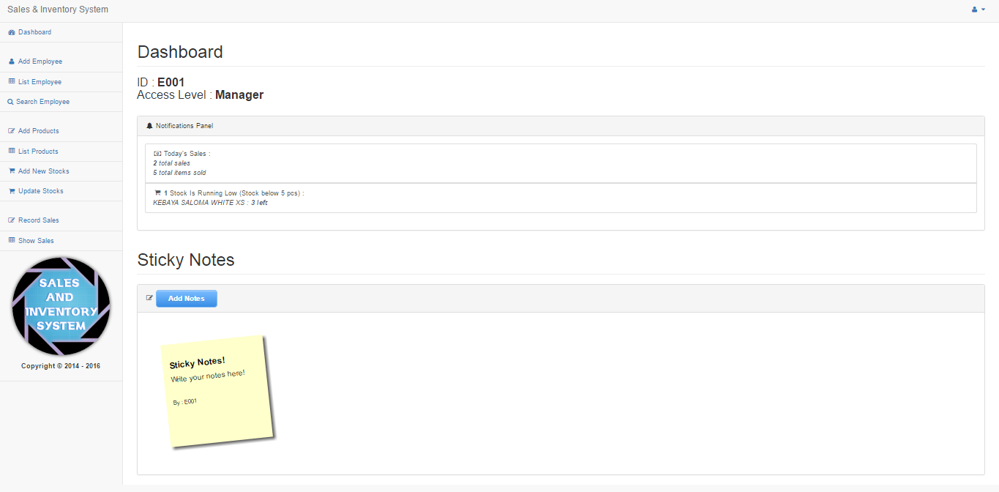 Sales & Inventory System
Dashboard
Add Employee
List Employee
Search Employee
Add Products
List Products
Add New Stocks
Update Stocks
Record Sales
Show Sales
SALES
AND
INVENTORY
SYSTEM
Copyright © 2014 - 2016
Dashboard
ID : E001
Access Level : Manager
Notifications Panel
Today's Sales :
2 total sales
5 total items sold
1 Stock Is Running Low (Stock below 5 pcs) :
KEBAYA SALOMA WHITE XS : 3 left
Sticky Notes
Add Notes
Sticky Notes!
Write your notes here!
By : E001